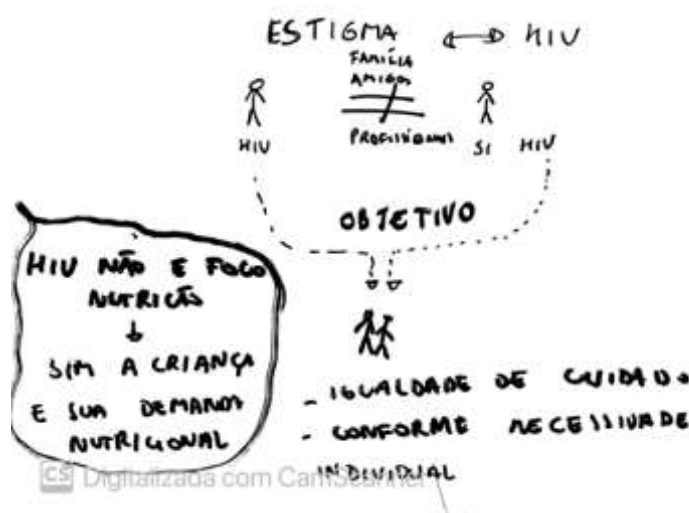 ESTIGMA ↔ HIV
FAMÍLIA
AMIGOS
≠
PROFISSIONAIS
HIV
SI HIV
OBJETIVO
HIV NÃO E FOCO
NUTRIÇÃO
↓
SIM A CRIANÇA
E SUA DEMANDA
NUTRICIONAL
- IGUALDADE DE CUIDADO
- CONFORME NECESSIDADE
INDIVIDUAL
CS Digitalizada com CamScanner